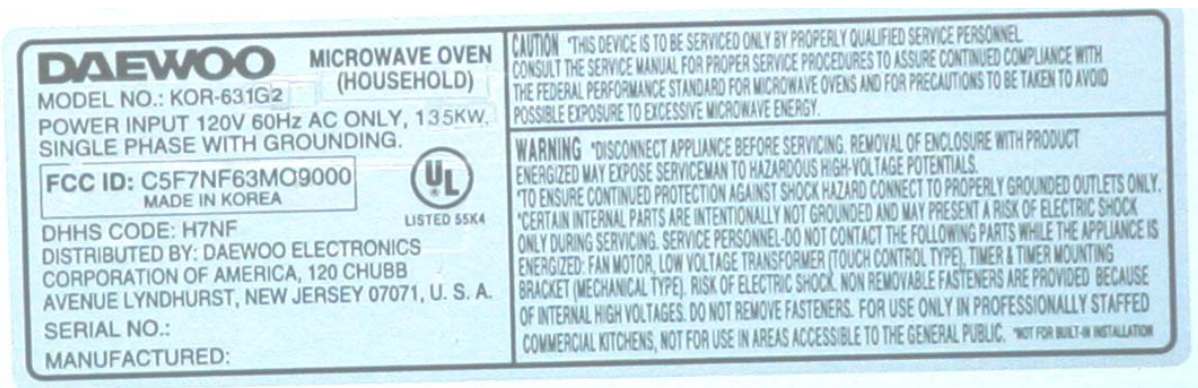 DAEWOO
MICROWAVE OVEN
(HOUSEHOLD)
MODEL NO.: KOR-631G2
POWER INPUT 120V 60Hz AC ONLY, 135KW,
SINGLE PHASE WITH GROUNDING.
FCC ID: C5F7NF63MO9000
MADE IN KOREA
UL
LISTED 55K4
DHHS CODE: H7NF
DISTRIBUTED BY: DAEWOO ELECTRONICS
CORPORATION OF AMERICA, 120 CHUBB
AVENUE LYNDHURST, NEW JERSEY 07071, U. S. A.
SERIAL NO.:
MANUFACTURED:
CAUTION *THIS DEVICE IS TO BE SERVICED ONLY BY PROPERLY QUALIFIED SERVICE PERSONNEL.
CONSULT THE SERVICE MANUAL FOR PROPER SERVICE PROCEDURES TO ASSURE CONTINUED COMPLIANCE WITH
THE FEDERAL PERFORMANCE STANDARD FOR MICROWAVE OVENS AND FOR PRECAUTIONS TO BE TAKEN TO AVOID
POSSIBLE EXPOSURE TO EXCESSIVE MICROWAVE ENERGY.
WARNING *DISCONNECT APPLIANCE BEFORE SERVICING. REMOVAL OF ENCLOSURE WITH PRODUCT
ENERGIZED MAY EXPOSE SERVICEMAN TO HAZARDOUS HIGH-VOLTAGE POTENTIALS.
*TO ENSURE CONTINUED PROTECTION AGAINST SHOCK HAZARD CONNECT TO PROPERLY GROUNDED OUTLETS ONLY.
*CERTAIN INTERNAL PARTS ARE INTENTIONALLY NOT GROUNDED AND MAY PRESENT A RISK OF ELECTRIC SHOCK
ONLY DURING SERVICING. SERVICE PERSONNEL-DO NOT CONTACT THE FOLLOWING PARTS WHILE THE APPLIANCE IS
ENERGIZED: FAN MOTOR, LOW VOLTAGE TRANSFORMER (TOUCH CONTROL TYPE), TIMER & TIMER MOUNTING
BRACKET (MECHANICAL TYPE). RISK OF ELECTRIC SHOCK. NON REMOVABLE FASTENERS ARE PROVIDED BECAUSE
OF INTERNAL HIGH VOLTAGES. DO NOT REMOVE FASTENERS. FOR USE ONLY IN PROFESSIONALLY STAFFED
COMMERCIAL KITCHENS, NOT FOR USE IN AREAS ACCESSIBLE TO THE GENERAL PUBLIC. *NOT FOR BUILT-IN INSTALLATION